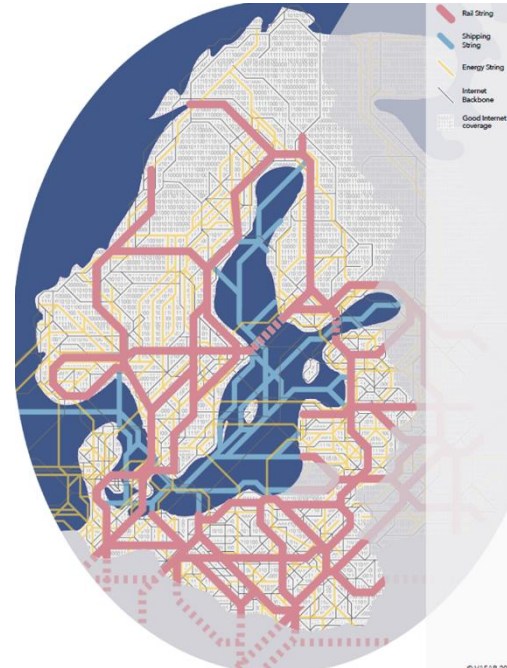 Rail String
Shipping
String
Energy String
Internet
Backbone
Good Internet
coverage